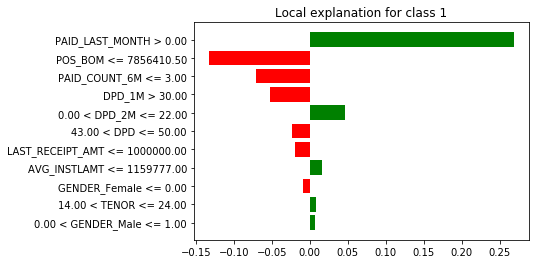 Local explanation for class 1
PAID_LAST_MONTH > 0.00
POS_BOM <= 7856410.50
PAID_COUNT_6M <= 3.00
DPD_1M > 30.00
0.00 < DPD_2M <= 22.00
43.00 < DPD <= 50.00
LAST_RECEIPT_AMT <= 1000000.00
AVG_INSTLAMT <= 1159777.00
GENDER_Female <= 0.00
14.00 < TENOR <= 24.00
0.00 < GENDER_Male <= 1.00
−0.15 −0.10 −0.05 0.00 0.05 0.10 0.15 0.20 0.25